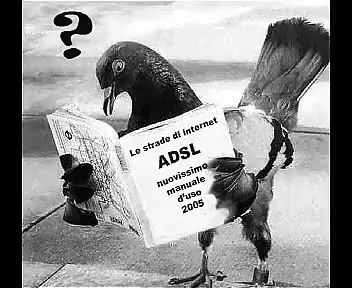 ?
Le strade di internet
ADSL
nuovissimo
manuale
d'uso
2005